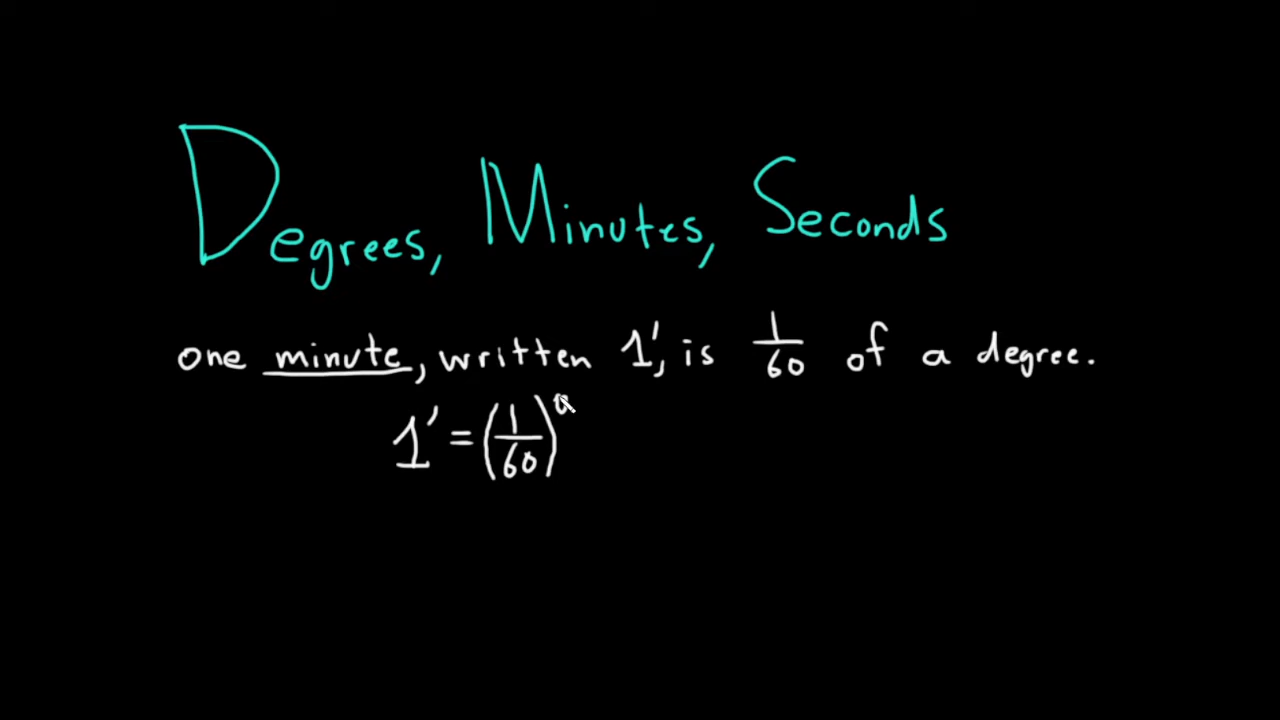 Degrees, Minutes, Seconds
one minute, written 1', is 1/60 of a degree.
1' = (1/60)°